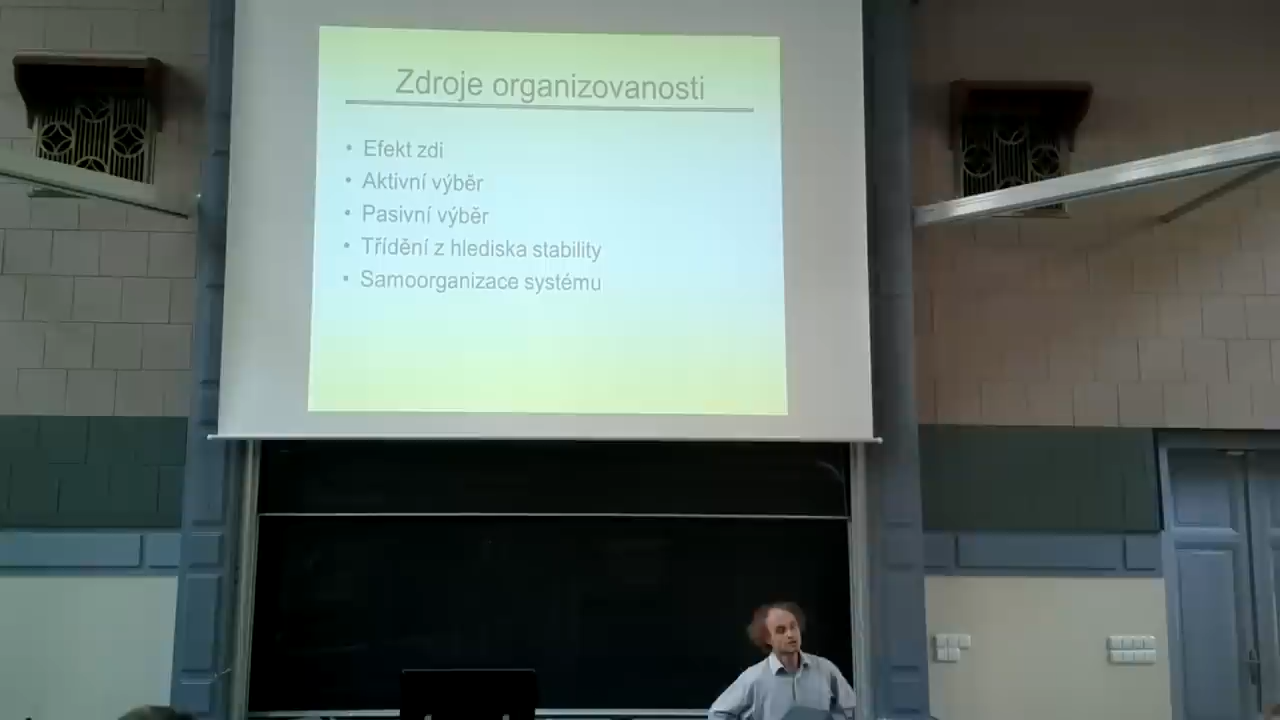 Zdroje organizovanosti
• Efekt zdi
• Aktivní výběr
• Pasivní výběr
• Třídění z hlediska stability
• Samoorganizace systému